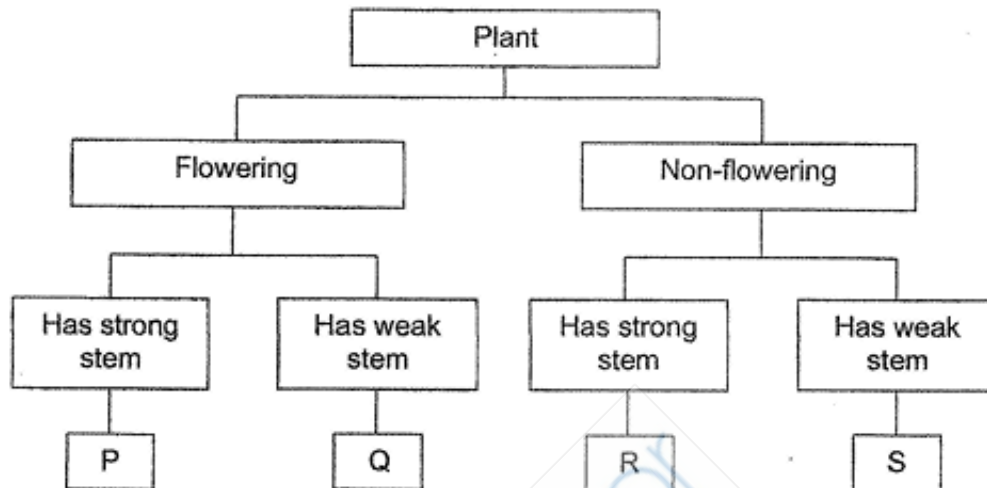 Plant
Flowering
Non-flowering
Has strong
stem
Has weak
stem
Has strong
stem
Has weak
stem
P
Q
R
S